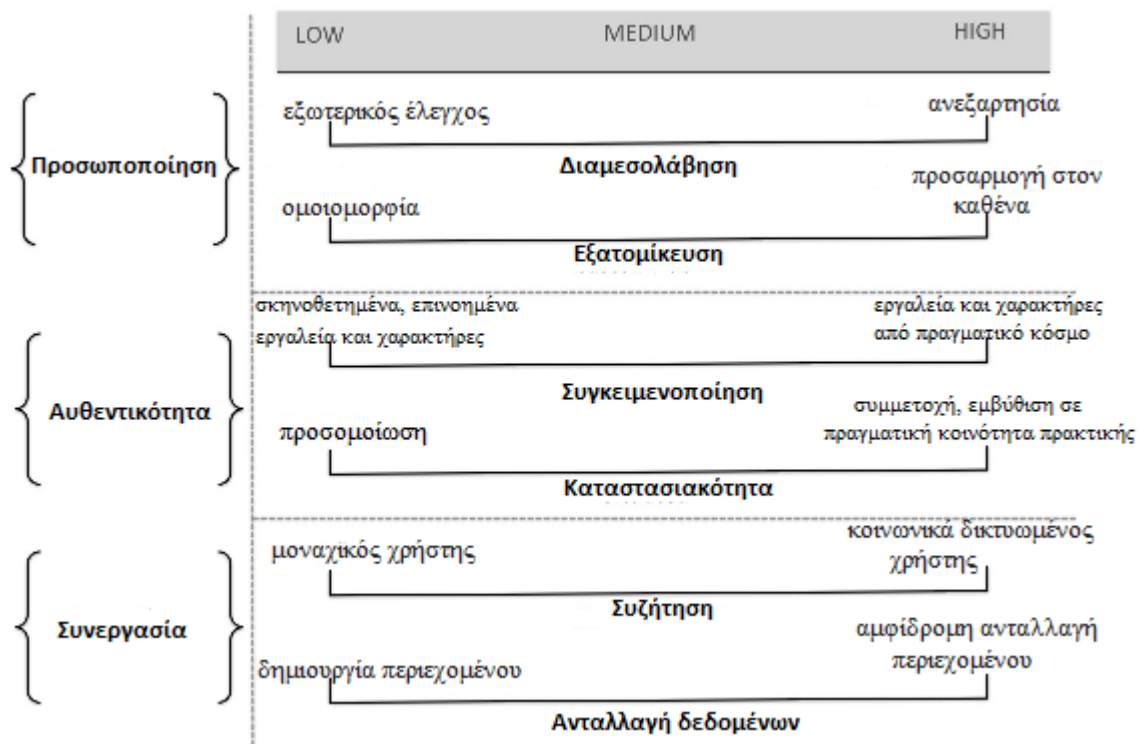 LOW MEDIUM HIGH
Προσωποποίηση
εξωτερικός έλεγχος
ανεξαρτησία
Διαμεσολάβηση
ομοιομορφία
προσαρμογή στον
καθένα
Εξατομίκευση
Αυθεντικότητα
σκηνοθετημένα, επινοημένα
εργαλεία και χαρακτήρες
εργαλεία και χαρακτήρες
από πραγματικό κόσμο
Συγκειμενοποίηση
προσομοίωση
συμμετοχή, εμβύθιση σε
πραγματική κοινότητα πρακτικής
Καταστασιακότητα
Συνεργασία
μοναχικός χρήστης
κοινωνικά δικτυωμένος
χρήστης
Συζήτηση
δημιουργία περιεχομένου
αμφίδρομη ανταλλαγή
περιεχομένου
Ανταλλαγή δεδομένων